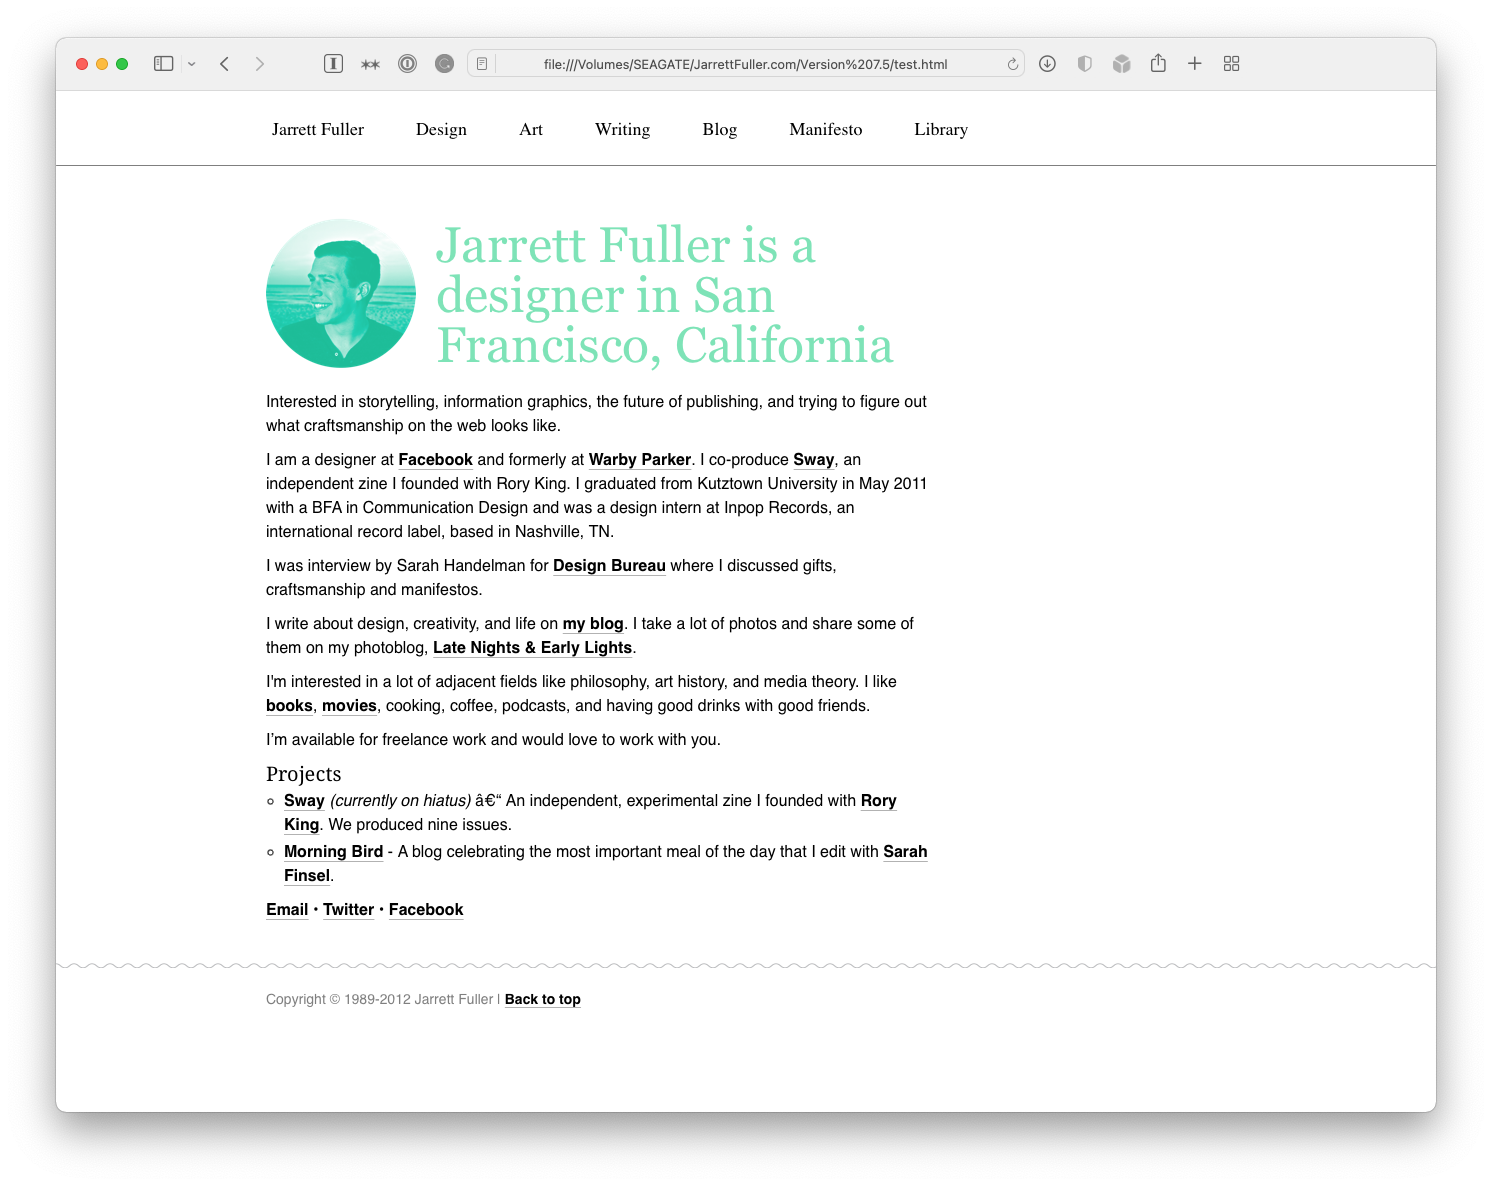 file:///Volumes/SEAGATE/JarrettFuller.com/Version%207.5/test.html
Jarrett Fuller Design Art Writing Blog Manifesto Library
Jarrett Fuller is a
designer in San
Francisco, California
Interested in storytelling, information graphics, the future of publishing, and trying to figure out
what craftsmanship on the web looks like.
I am a designer at Facebook and formerly at Warby Parker. I co-produce Sway, an
independent zine I founded with Rory King. I graduated from Kutztown University in May 2011
with a BFA in Communication Design and was a design intern at Inpop Records, an
international record label, based in Nashville, TN.
I was interview by Sarah Handelman for Design Bureau where I discussed gifts,
craftsmanship and manifestos.
I write about design, creativity, and life on my blog. I take a lot of photos and share some of
them on my photoblog, Late Nights & Early Lights.
I'm interested in a lot of adjacent fields like philosophy, art history, and media theory. I like
books, movies, cooking, coffee, podcasts, and having good drinks with good friends.
I’m available for freelance work and would love to work with you.
Projects
Sway (currently on hiatus) â€“ An independent, experimental zine I founded with Rory
King. We produced nine issues.
Morning Bird - A blog celebrating the most important meal of the day that I edit with Sarah
Finsel.
Email • Twitter • Facebook
Copyright © 1989-2012 Jarrett Fuller | Back to top